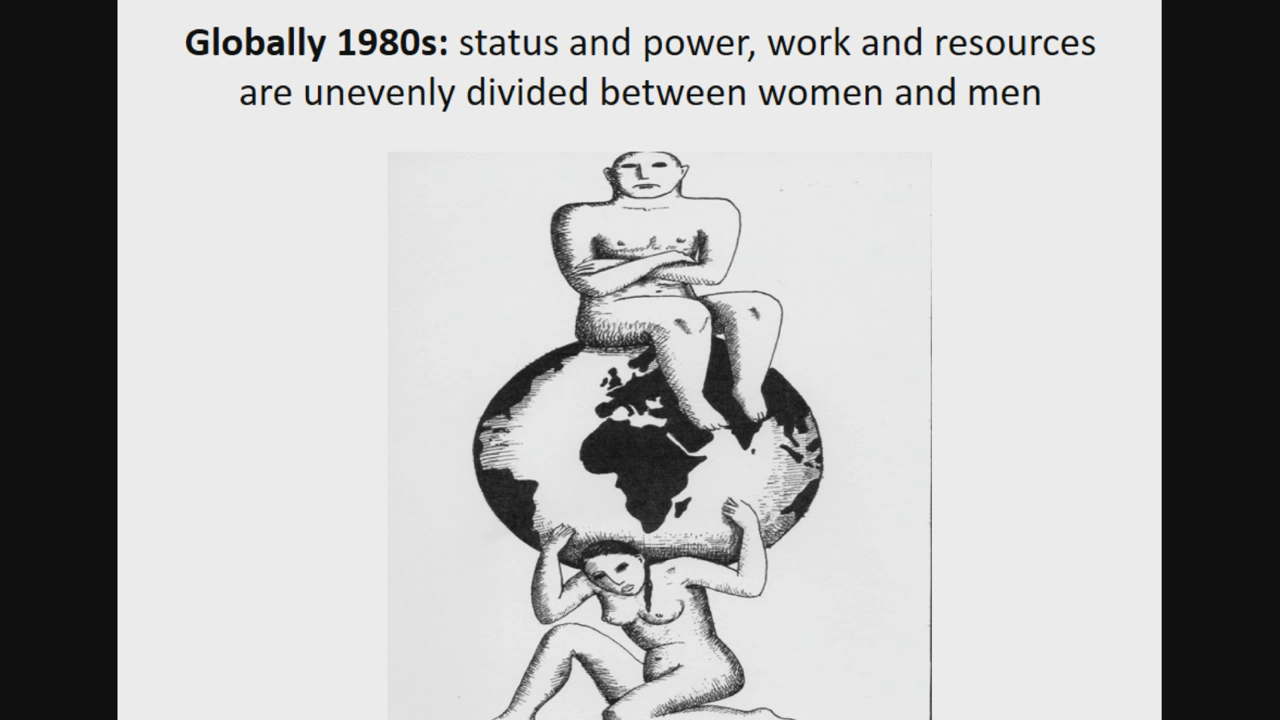 Globally 1980s: status and power, work and resources
are unevenly divided between women and men